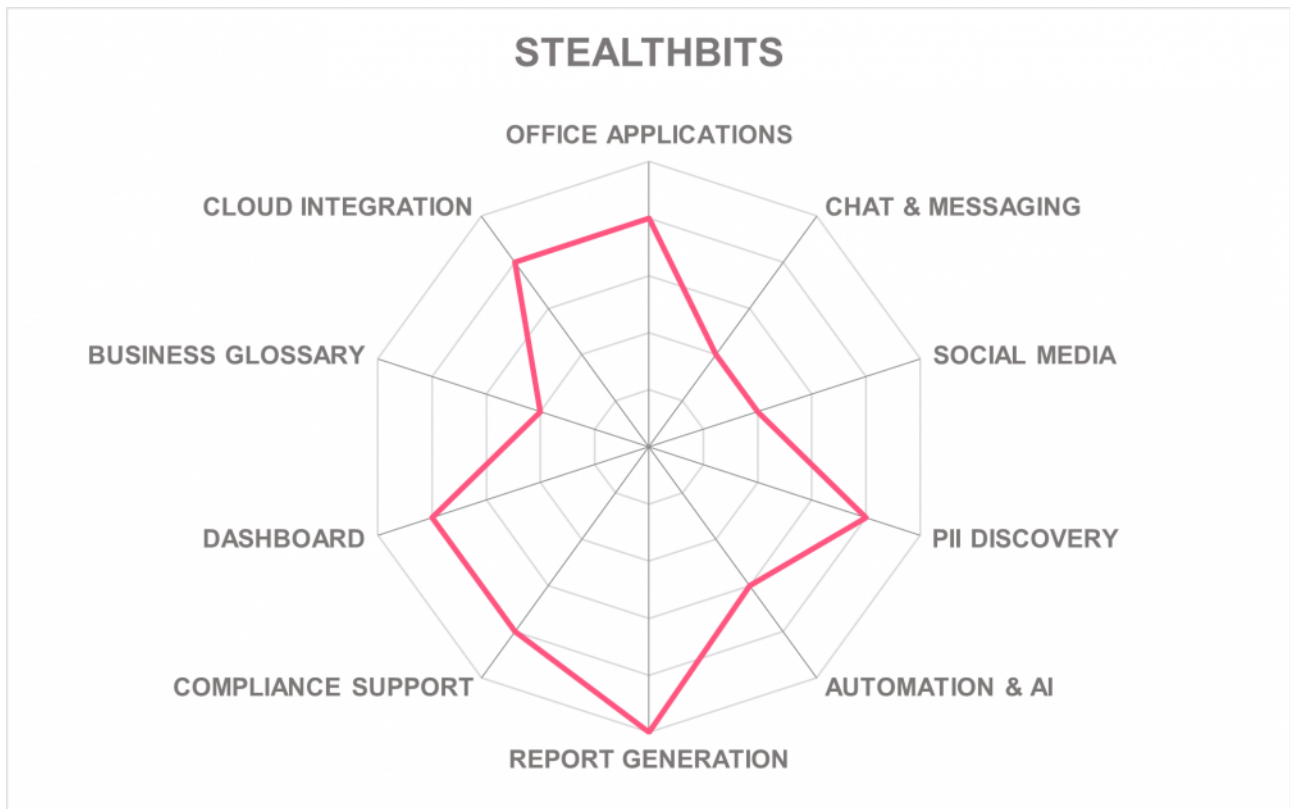 STEALTHBITS
OFFICE APPLICATIONS
CLOUD INTEGRATION
CHAT & MESSAGING
BUSINESS GLOSSARY
SOCIAL MEDIA
DASHBOARD
PII DISCOVERY
COMPLIANCE SUPPORT
AUTOMATION & AI
REPORT GENERATION